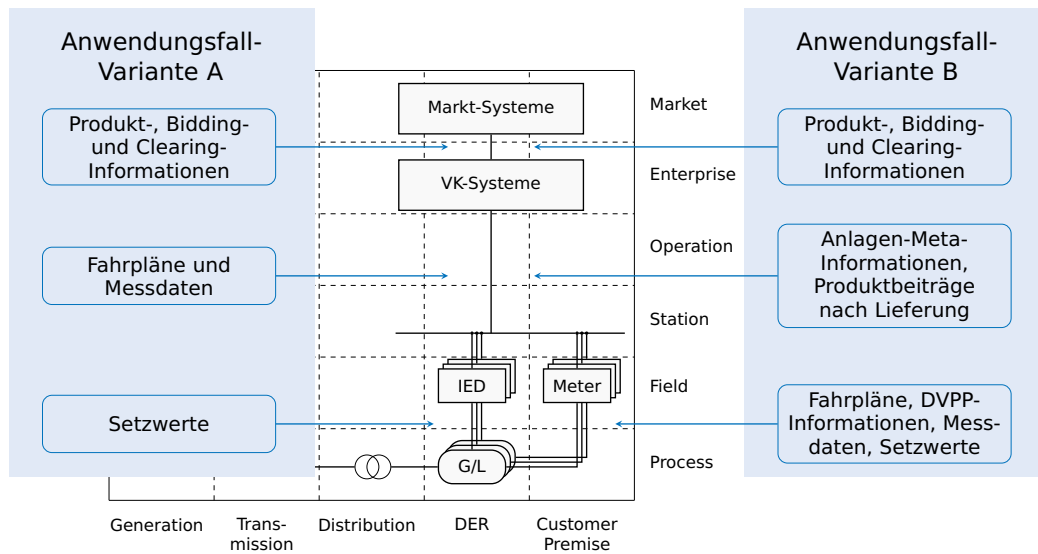 Anwendungsfall-
Variante A
Produkt-, Bidding-
und Clearing-
Informationen
Fahrpläne und
Messdaten
Setzwerte
Markt-Systeme
VK-Systeme
IED
Meter
G/L
Market
Enterprise
Operation
Station
Field
Process
Generation
Trans-
mission
Distribution
DER
Customer
Premise
Anwendungsfall-
Variante B
Produkt-, Bidding-
und Clearing-
Informationen
Anlagen-Meta-
Informationen,
Produktbeiträge
nach Lieferung
Fahrpläne, DVPP-
Informationen, Mess-
daten, Setzwerte